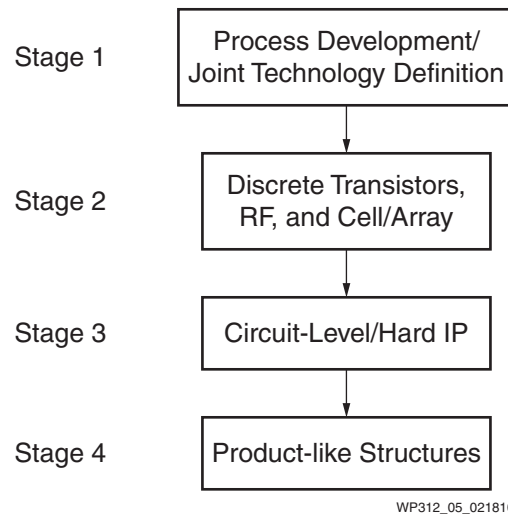 Stage 1
Process Development/
Joint Technology Definition
Stage 2
Discrete Transistors,
RF, and Cell/Array
Stage 3
Circuit-Level/Hard IP
Stage 4
Product-like Structures
WP312_05_021810